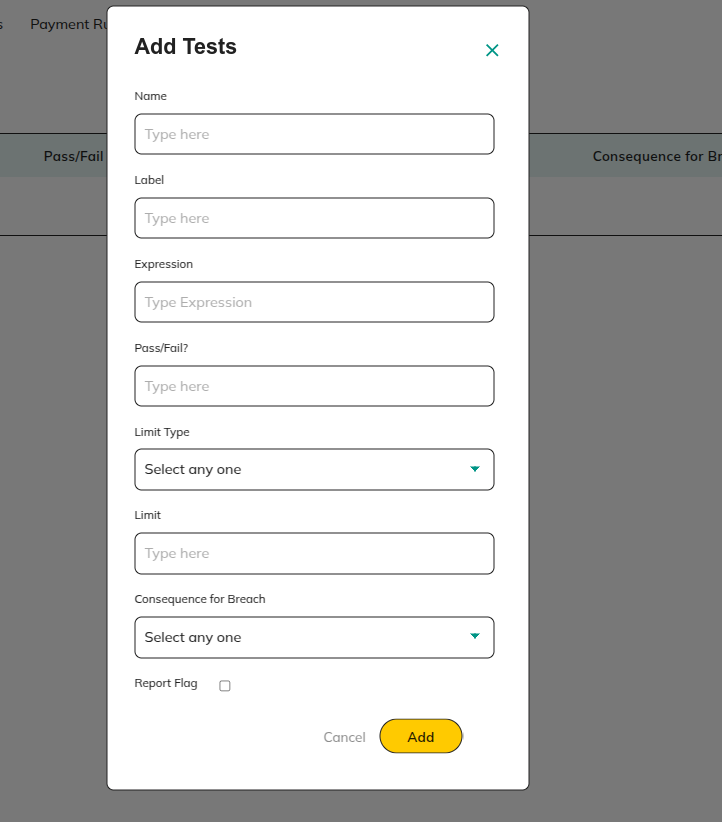 Payment Ru
Add Tests
Name
Type here
Pass/Fail
Consequence for Br
Label
Type here
Expression
Type Expression
Pass/Fail?
Type here
Limit Type
Select any one
Limit
Type here
Consequence for Breach
Select any one
Report Flag
Cancel
Add